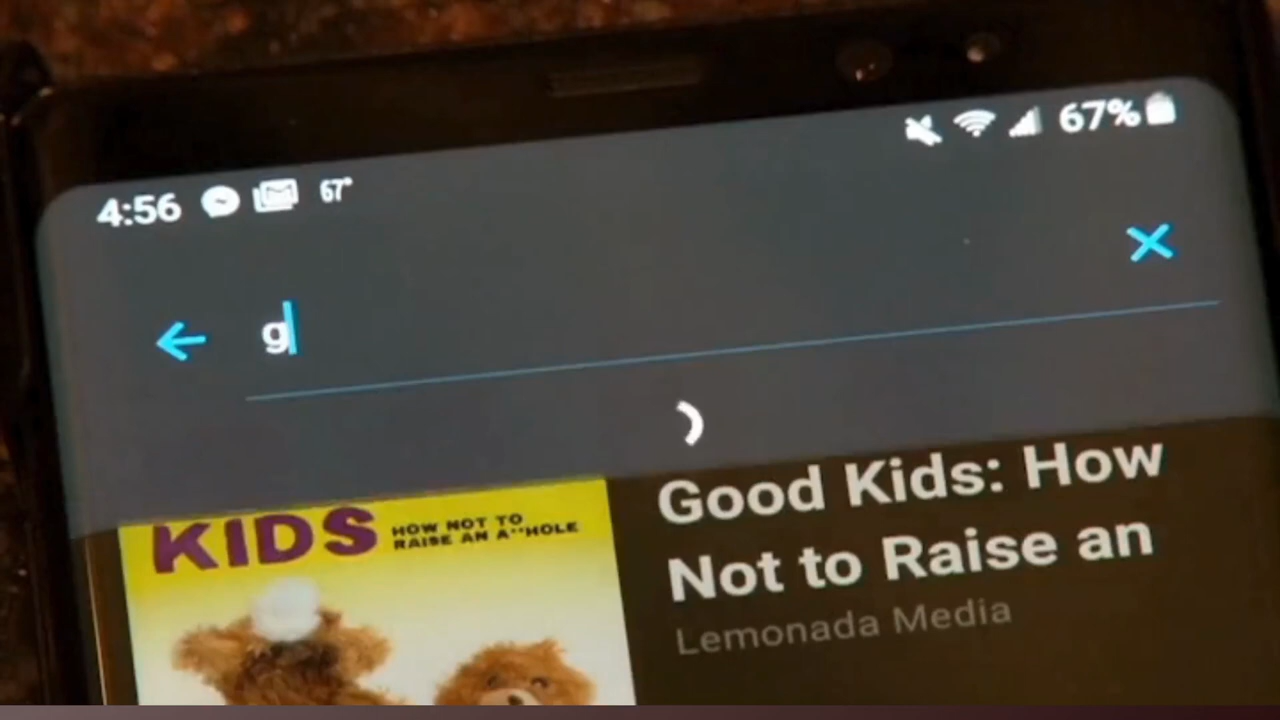 67%
4:56 67°
g
KIDS HOW NOT TO
RAISE AN A**HOLE
Good Kids: How
Not to Raise an
Lemonada Media